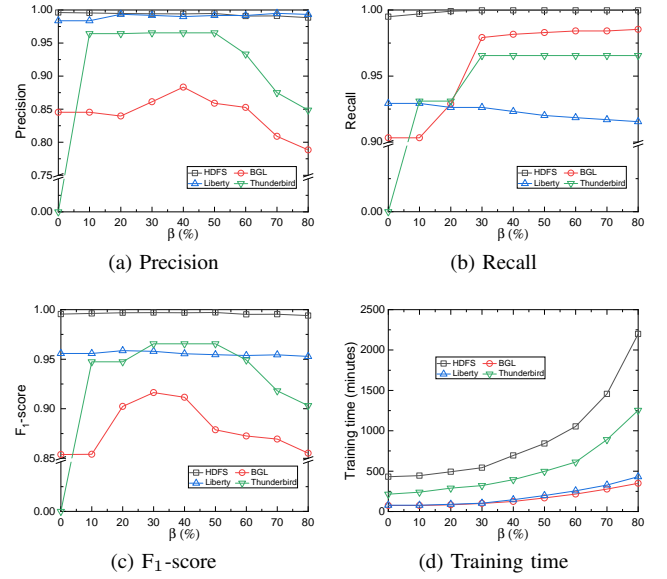 1.00
0.95
0.90
0.85
0.80
0.75
0.00
Precision
HDFS BGL
Liberty Thunderbird
0 10 20 30 40 50 60 70 80
β (%)
(a) Precision
1.00
0.95
0.90
0.00
Recall
HDFS BGL
Liberty Thunderbird
0 10 20 30 40 50 60 70 80
β (%)
(b) Recall
1.00
0.95
0.90
0.85
0.00
F1-score
HDFS BGL
Liberty Thunderbird
0 10 20 30 40 50 60 70 80
β (%)
(c) F1-score
2500
2000
1500
1000
500
0
Training time (minutes)
HDFS BGL
Liberty Thunderbird
0 10 20 30 40 50 60 70 80
β (%)
(d) Training time